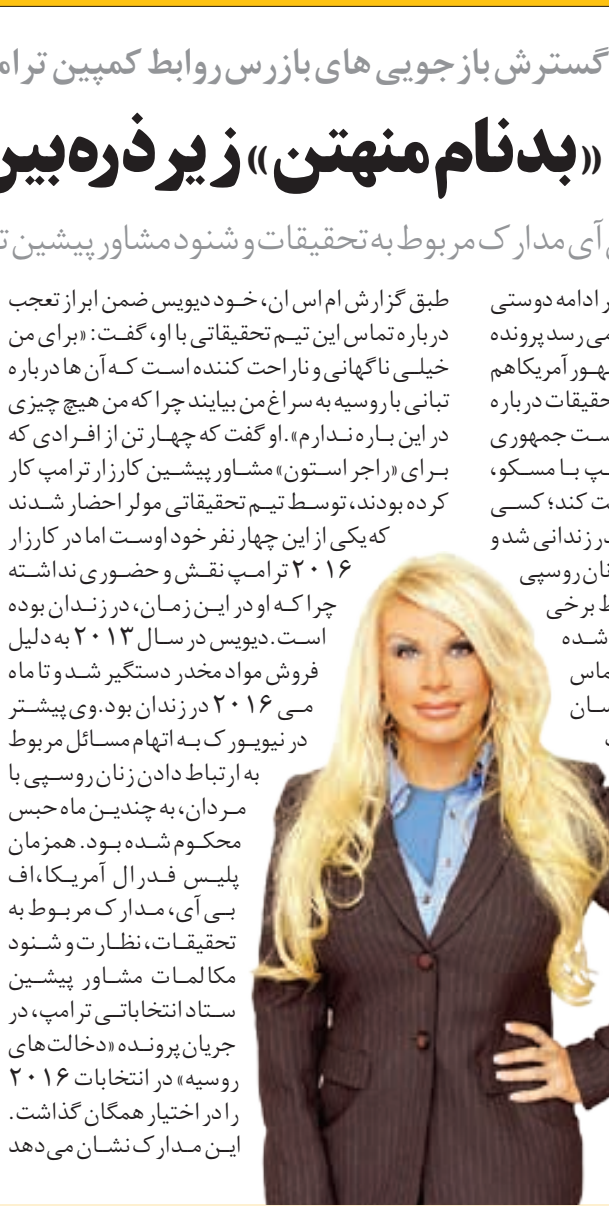 گسترش بازجویی های بازرس روابط کمپین
«بدنام منهتن» زیر ذره‌بین
آی مدارک مربوط به تحقیقات و شنود مشاور پیشین
ادامه دوستی
می رسد پرونده
آمریکا هم
درباره
جمهوری
با مسکو،
کند؛ کسی
زندانی شد و
روسپی
برخی
شده
طبق گزارش ام اس ان، خود دیویس ضمن ابراز تعجب
درباره تماس این تیم تحقیقاتی با او، گفت: «برای من
خیلی ناگهانی و ناراحت کننده است که آن ها درباره
تبانی با روسیه به سراغ من بیایند چرا که من هیچ چیزی
در این باره ندارم». او گفت که چهار تن از افرادی که
برای «راجر استون» مشاور پیشین کارزار ترامپ کار
کرده بودند، توسط تیم تحقیقاتی مولر احضار شدند
که یکی از این چهار نفر خود اوست اما در کارزار
۲۰۱۶ ترامپ نقش و حضوری نداشته
چرا که او در این زمان، در زندان بوده
است. دیویس در سال ۲۰۱۳ به دلیل
فروش مواد مخدر دستگیر شد و تا ماه
می ۲۰۱۶ در زندان بود. وی پیشتر
در نیویورک به اتهام مسائل مربوط
به ارتباط دادن زنان روسپی با
مردان، به چندین ماه حبس
محکوم شده بود. همزمان
پلیس فدرال آمریکا، اف
بی آی، مدارک مربوط به
تحقیقات، نظارت و شنود
مکالمات مشاور پیشین
ستاد انتخاباتی ترامپ، در
جریان پرونده «دخالت های
روسیه» در انتخابات ۲۰۱۶
را در اختیار همگان گذاشت.
این مدارک نشان می دهد